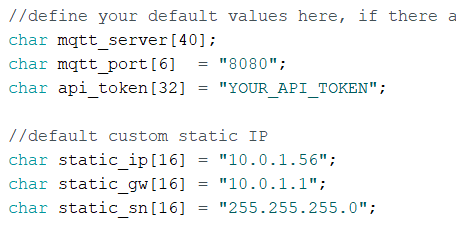 //define your default values here, if there a
char mqtt_server[40];
char mqtt_port[6]  = "8080";
char api_token[32] = "YOUR_API_TOKEN";

//default custom static IP
char static_ip[16] = "10.0.1.56";
char static_gw[16] = "10.0.1.1";
char static_sn[16] = "255.255.255.0";